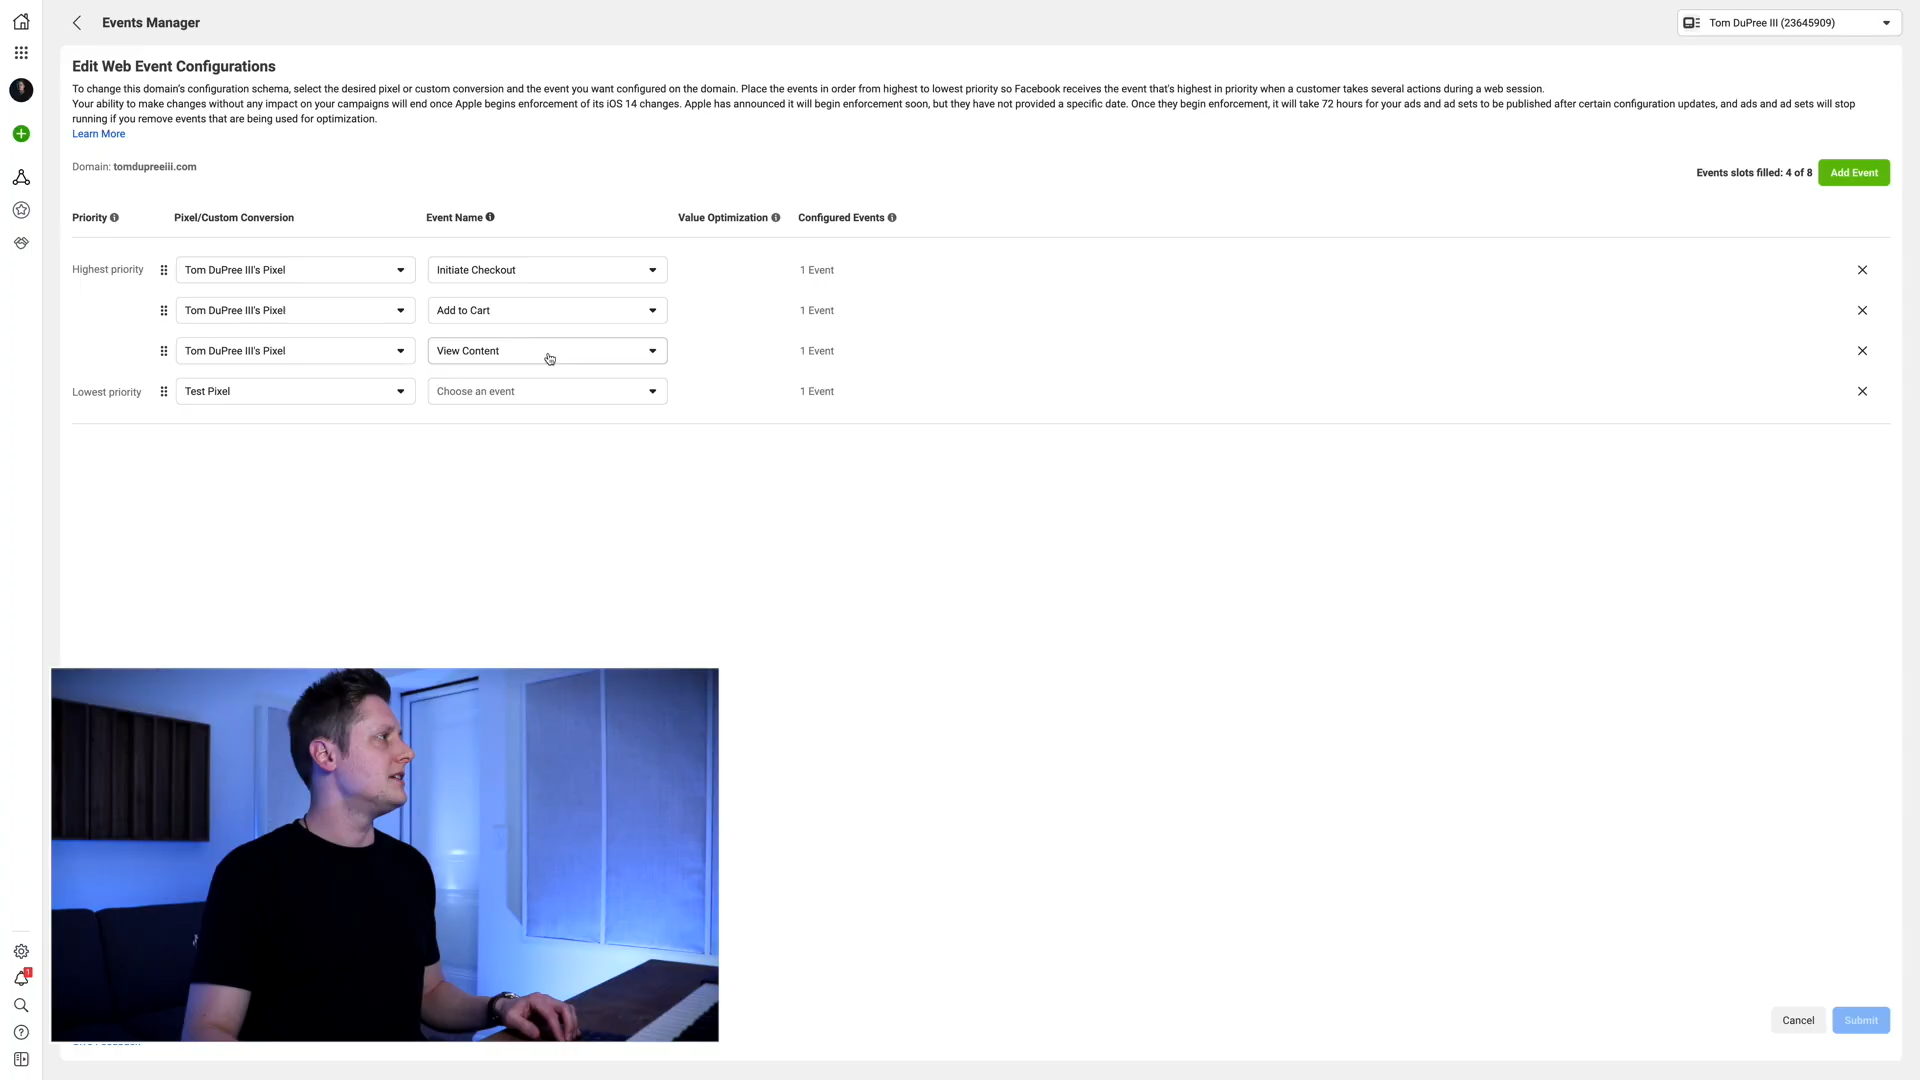 Events Manager
Tom DuPree III (23645909)
Edit Web Event Configurations
To change this domain's configuration schema, select the desired pixel or custom conversion and the event you want configured on the domain. Place the events in order from highest to lowest priority so Facebook receives the event that's highest in priority when a customer takes several actions during a web session.
Your ability to make changes without any impact on your campaigns will end once Apple begins enforcement of its iOS 14 changes. Apple has announced it will begin enforcement soon, but they have not provided a specific date. Once they begin enforcement, it will take 72 hours for your ads and ad sets to be published after certain configuration updates, and ads and ad sets will stop
running if you remove events that are being used for optimization.
Learn More
Domain: tomdupreeiii.com
Events slots filled: 4 of 8
Add Event
Priority Pixel/Custom Conversion Event Name Value Optimization Configured Events
Highest priority Tom DuPree III's Pixel Initiate Checkout 1 Event
Tom DuPree III's Pixel Add to Cart 1 Event
Tom DuPree III's Pixel View Content 1 Event
Lowest priority Test Pixel Choose an event 1 Event
1
Cancel Submit